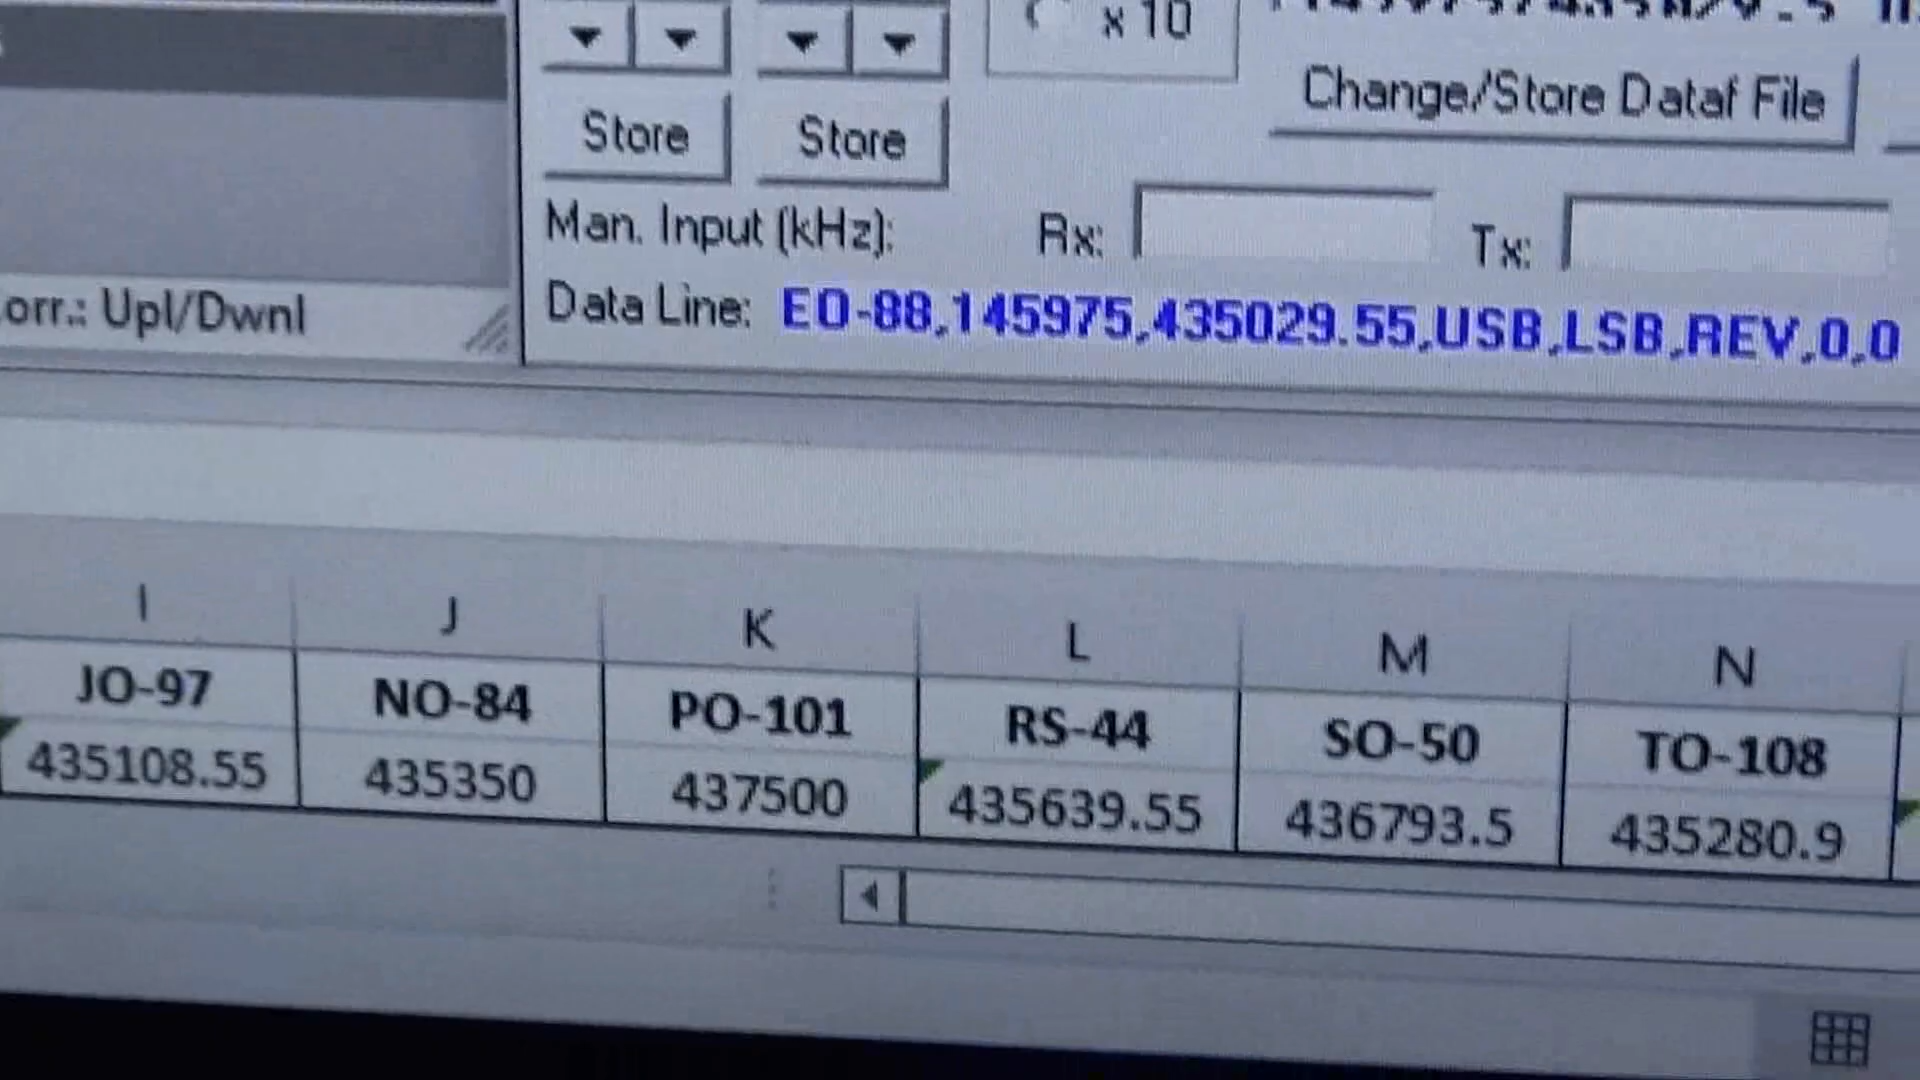 x 10
Change/Store Dataf File
Store Store
Man. Input (kHz): Rx: Tx:
orr.: Upl/Dwnl
Data Line: EO-88,145975,435029.55,USB,LSB,REV,0,0
I J K L M N
JO-97 NO-84 PO-101 RS-44 SO-50 TO-108
435108.55 435350 437500 435639.55 436793.5 435280.9